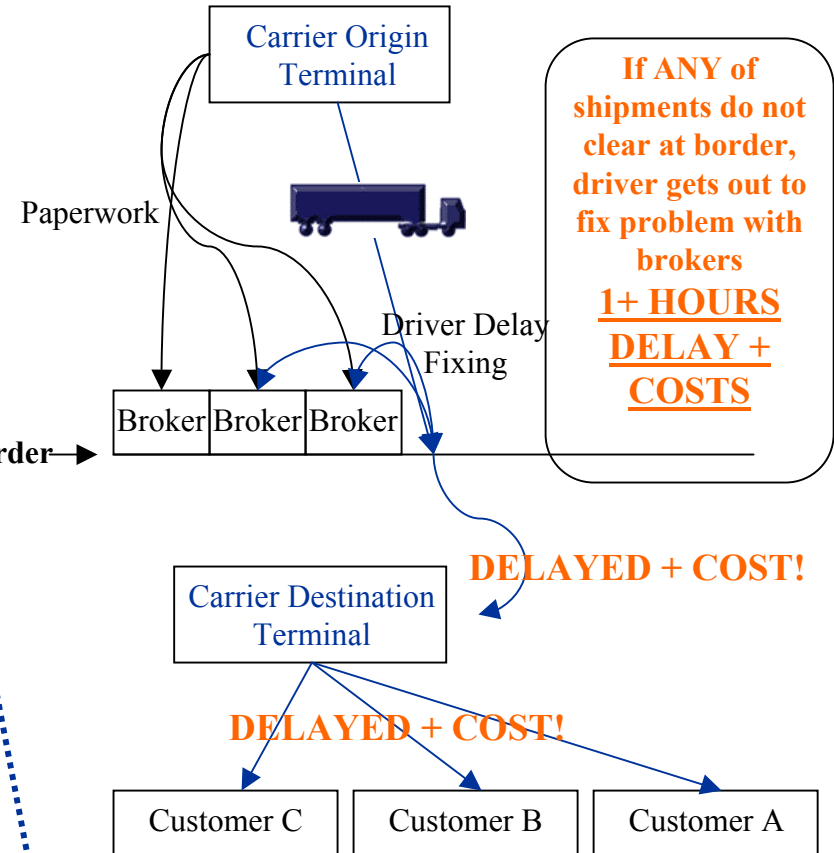 Carrier Origin
Terminal
If ANY of
shipments do not
clear at border,
driver gets out to
fix problem with
brokers
1+ HOURS
DELAY +
COSTS
Paperwork
Driver Delay
Fixing
Broker Broker Broker
rder
DELAYED + COST!
Carrier Destination
Terminal
DELAYED + COST!
Customer C Customer B Customer A